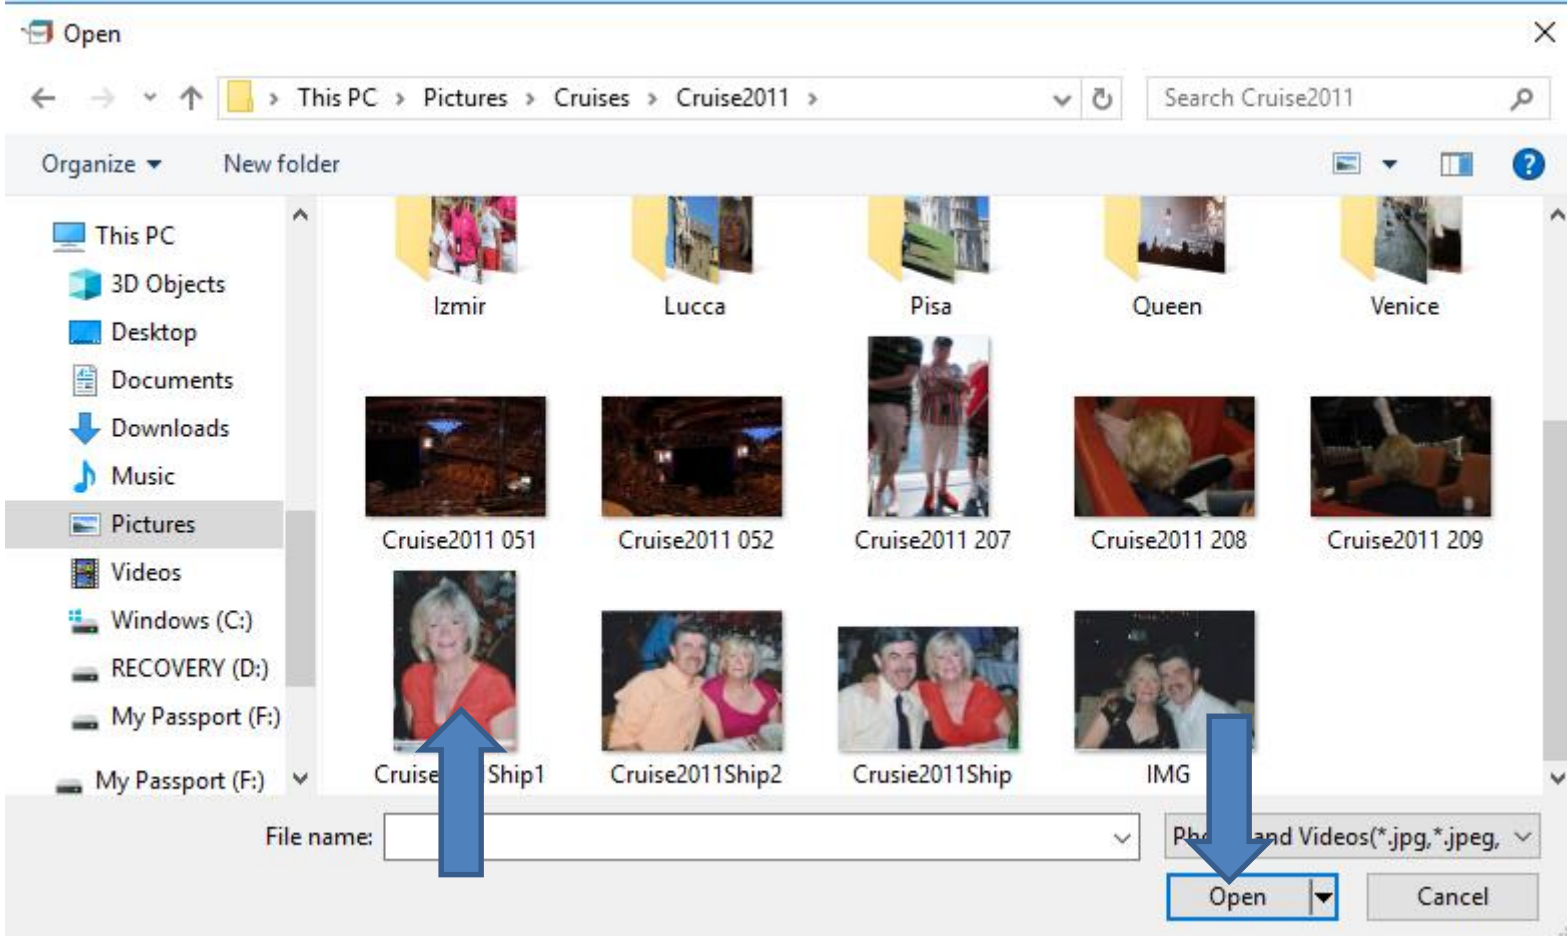 Open
This PC > Pictures > Cruises > Cruise2011 >
Search Cruise2011
Organize
New folder
This PC
3D Objects
Desktop
Documents
Downloads
Music
Pictures
Videos
Windows (C:)
RECOVERY (D:)
My Passport (F:)
My Passport (F:)
Izmir Lucca Pisa Queen Venice
Cruise2011 051 Cruise2011 052 Cruise2011 207 Cruise2011 208 Cruise2011 209
Ship1 Cruise2011Ship2 Crusie2011Ship IMG
File name:
and Videos(*.jpg,*.jpeg,
Open
Cancel